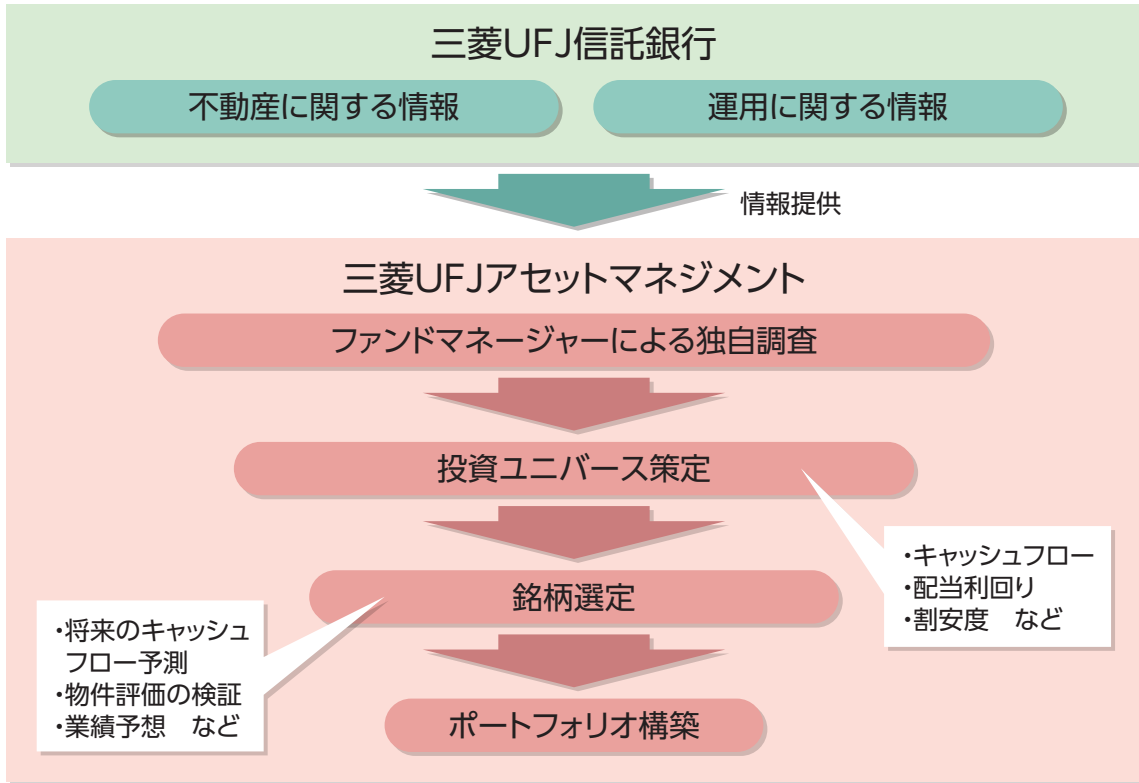 三菱UFJ信託銀行
不動産に関する情報
運用に関する情報
情報提供
三菱UFJアセットマネジメント
ファンドマネージャーによる独自調査
投資ユニバース策定
・キャッシュフロー
・配当利回り
・割安度　など
銘柄選定
・将来のキャッシュ
フロー予測
・物件評価の検証
・業績予想　など
ポートフォリオ構築